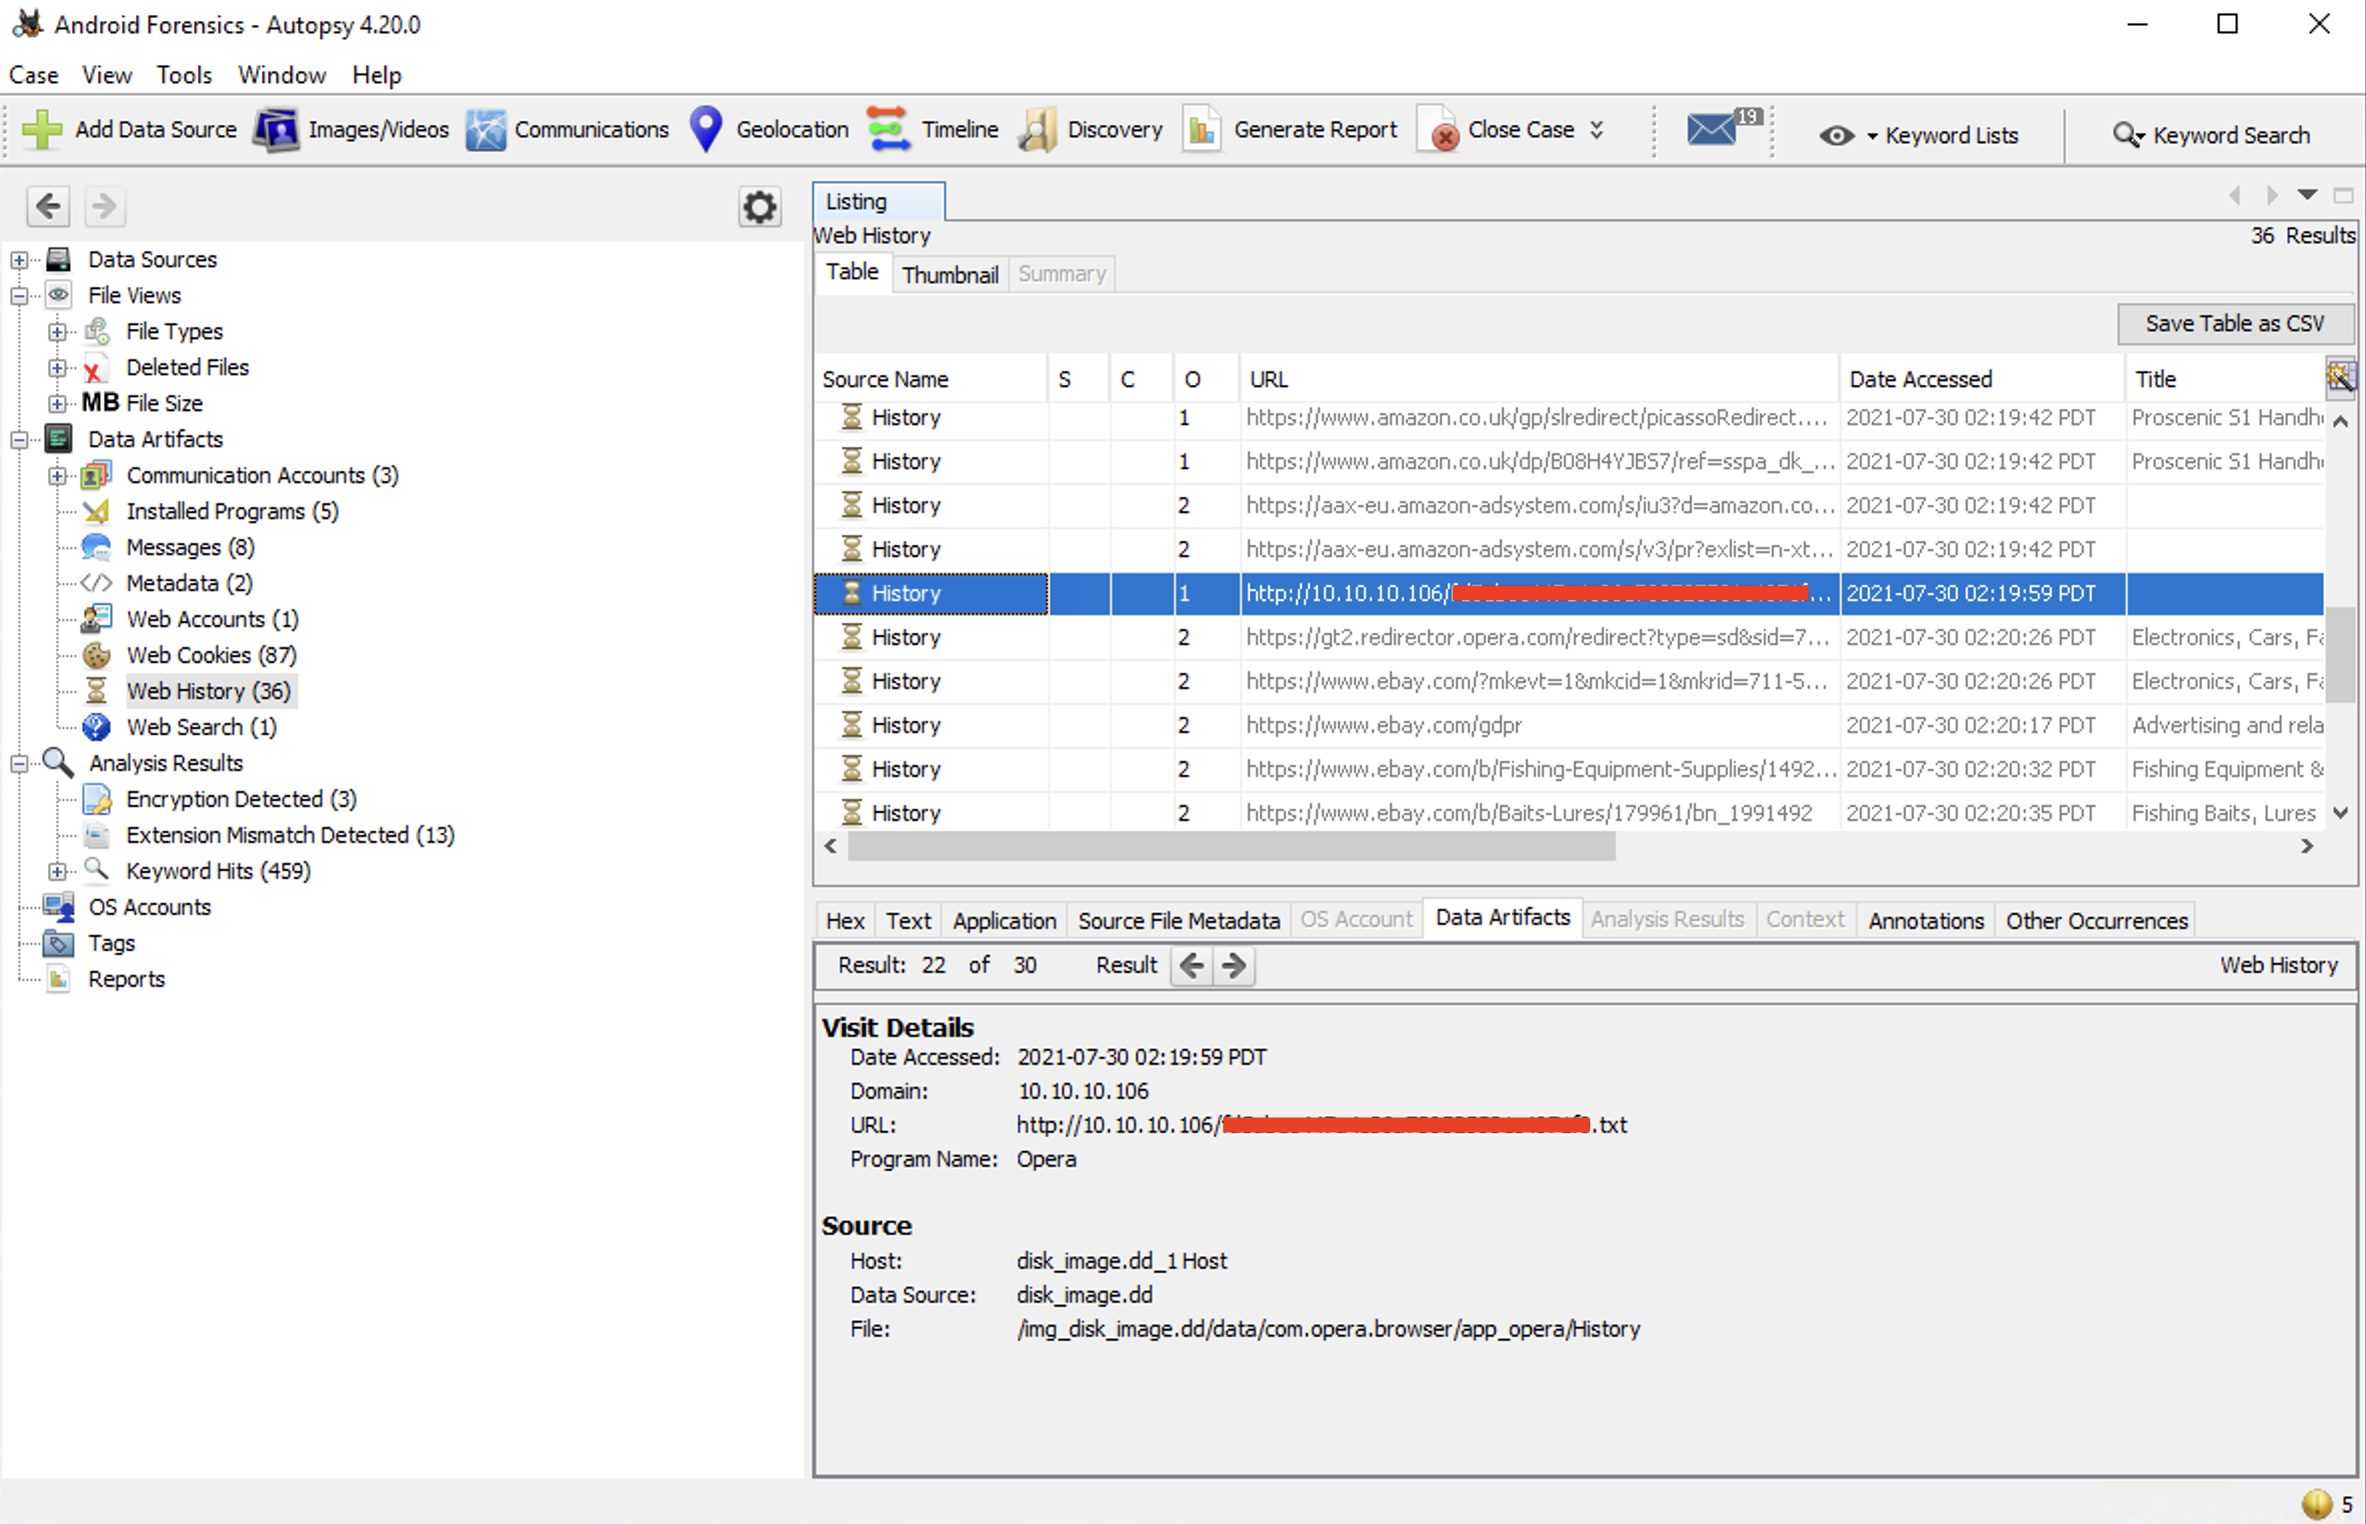 Android Forensics - Autopsy 4.20.0
Case View Tools Window Help
Add Data Source Images/Videos Communications Geolocation Timeline Discovery Generate Report Close Case 19 Keyword Lists Keyword Search
Data Sources
File Views
File Types
Deleted Files
MB File Size
Data Artifacts
Communication Accounts (3)
Installed Programs (5)
Messages (8)
Metadata (2)
Web Accounts (1)
Web Cookies (87)
Web History (36)
Web Search (1)
Analysis Results
Encryption Detected (3)
Extension Mismatch Detected (13)
Keyword Hits (459)
OS Accounts
Tags
Reports
Listing
Web History 36 Results
Table Thumbnail Summary
Save Table as CSV
Source Name S C O URL Date Accessed Title
History 1 https://www.amazon.co.uk/gp/slredirect/picassoRedirect.... 2021-07-30 02:19:42 PDT Proscenic S1 Handh
History 1 https://www.amazon.co.uk/dp/B08H4YJBS7/ref=sspa_dk_... 2021-07-30 02:19:42 PDT Proscenic S1 Handh
History 2 https://aax-eu.amazon-adsystem.com/s/iu3?d=amazon.co... 2021-07-30 02:19:42 PDT
History 2 https://aax-eu.amazon-adsystem.com/s/v3/pr?exlist=n-xt... 2021-07-30 02:19:42 PDT
History 1 http://10.10.10.106/ ... 2021-07-30 02:19:59 PDT
History 2 https://gt2.redirector.opera.com/redirect?type=sd&sid=7... 2021-07-30 02:20:26 PDT Electronics, Cars, Fa
History 2 https://www.ebay.com/?mkevt=1&mkcid=1&mkrid=711-5... 2021-07-30 02:20:26 PDT Electronics, Cars, Fa
History 2 https://www.ebay.com/gdpr 2021-07-30 02:20:17 PDT Advertising and rela
History 2 https://www.ebay.com/b/Fishing-Equipment-Supplies/1492... 2021-07-30 02:20:32 PDT Fishing Equipment &
History 2 https://www.ebay.com/b/Baits-Lures/179961/bn_1991492 2021-07-30 02:20:35 PDT Fishing Baits, Lures
Hex Text Application Source File Metadata OS Account Data Artifacts Analysis Results Context Annotations Other Occurrences
Result: 22 of 30 Result Web History
Visit Details
Date Accessed: 2021-07-30 02:19:59 PDT
Domain: 10.10.10.106
URL: http://10.10.10.106/ .txt
Program Name: Opera
Source
Host: disk_image.dd_1 Host
Data Source: disk_image.dd
File: /img_disk_image.dd/data/com.opera.browser/app_opera/History
5